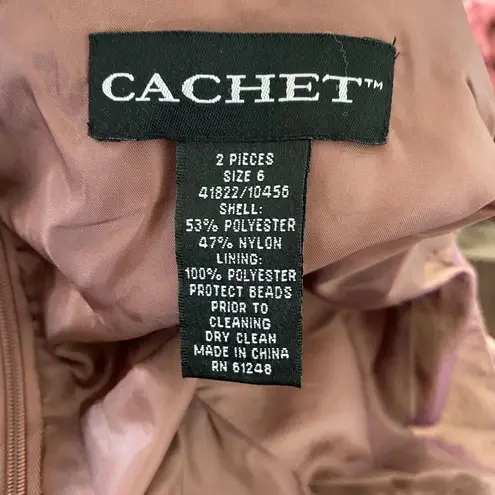 CACHET™
2 PIECES
SIZE 6
41822/10456
SHELL:
53% POLYESTER
47% NYLON
LINING:
100% POLYESTER
PROTECT BEADS
PRIOR TO
CLEANING
DRY CLEAN
MADE IN CHINA
RN 61248